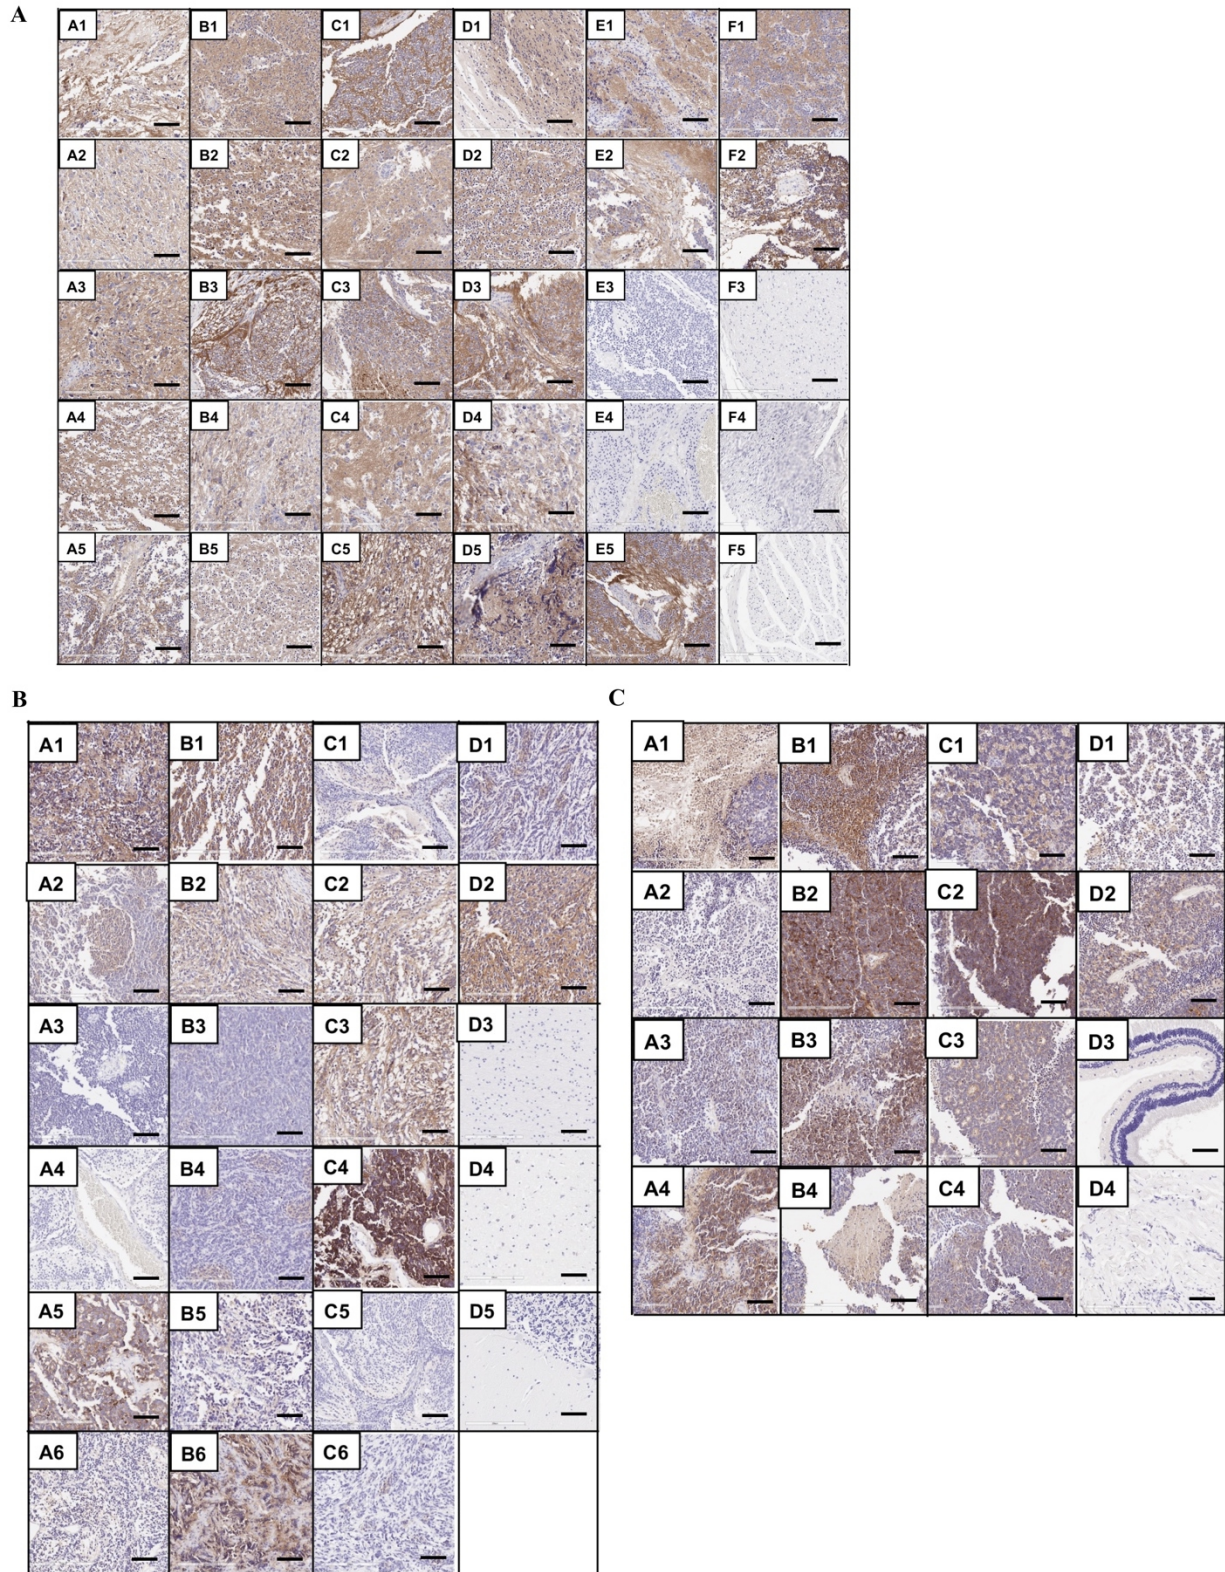 A
A1 B1 C1 D1 E1 F1
A2 B2 C2 D2 E2 F2
A3 B3 C3 D3 E3 F3
A4 B4 C4 D4 E4 F4
A5 B5 C5 D5 E5 F5
B
A1 B1 C1 D1
A2 B2 C2 D2
A3 B3 C3 D3
A4 B4 C4 D4
A5 B5 C5 D5
A6 B6 C6
C
A1 B1 C1 D1
A2 B2 C2 D2
A3 B3 C3 D3
A4 B4 C4 D4